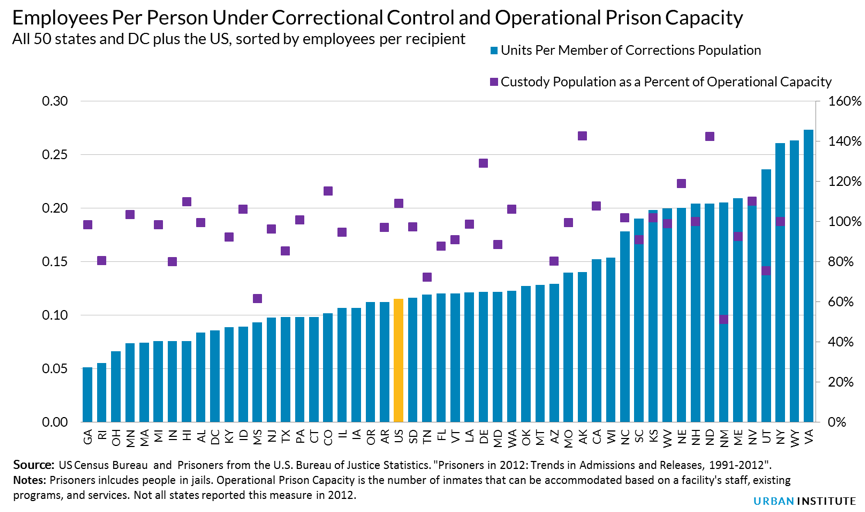 Employees Per Person Under Correctional Control and Operational Prison Capacity
All 50 states and DC plus the US, sorted by employees per recipient
Units Per Member of Corrections Population
Custody Population as a Percent of Operational Capacity
0.30 160%
0.25 140%
120%
0.20 100%
0.15 80%
0.10 60%
40%
0.05 20%
0.00 0%
GA RI OH MN MA MI IN HI AL DC KY ID MS NJ TX PA CT CO IL IA OR AR US SD TN FL VT LA DE MD WA OK MT AZ MO AK CA WI NC SC KS WV NE NH ND NM ME NV UT NY WY VA
Source: US Census Bureau and Prisoners from the U.S. Bureau of Justice Statistics. "Prisoners in 2012: Trends in Admissions and Releases, 1991-2012".
Notes: Prisoners inlcudes people in jails. Operational Prison Capacity is the number of inmates that can be accommodated based on a facility's staff, existing
programs, and services. Not all states reported this measure in 2012.
URBAN INSTITUTE